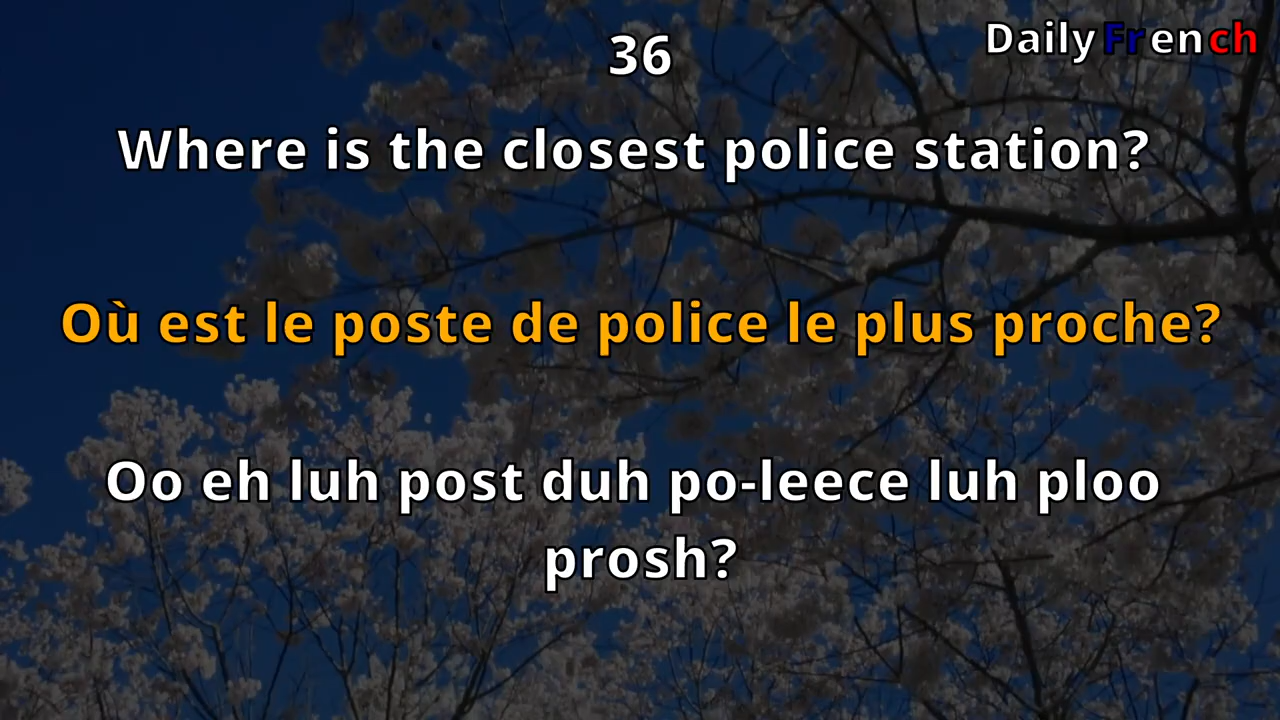 36
Daily French
Where is the closest police station?
Où est le poste de police le plus proche?
Oo eh luh post duh po-leece luh ploo
prosh?